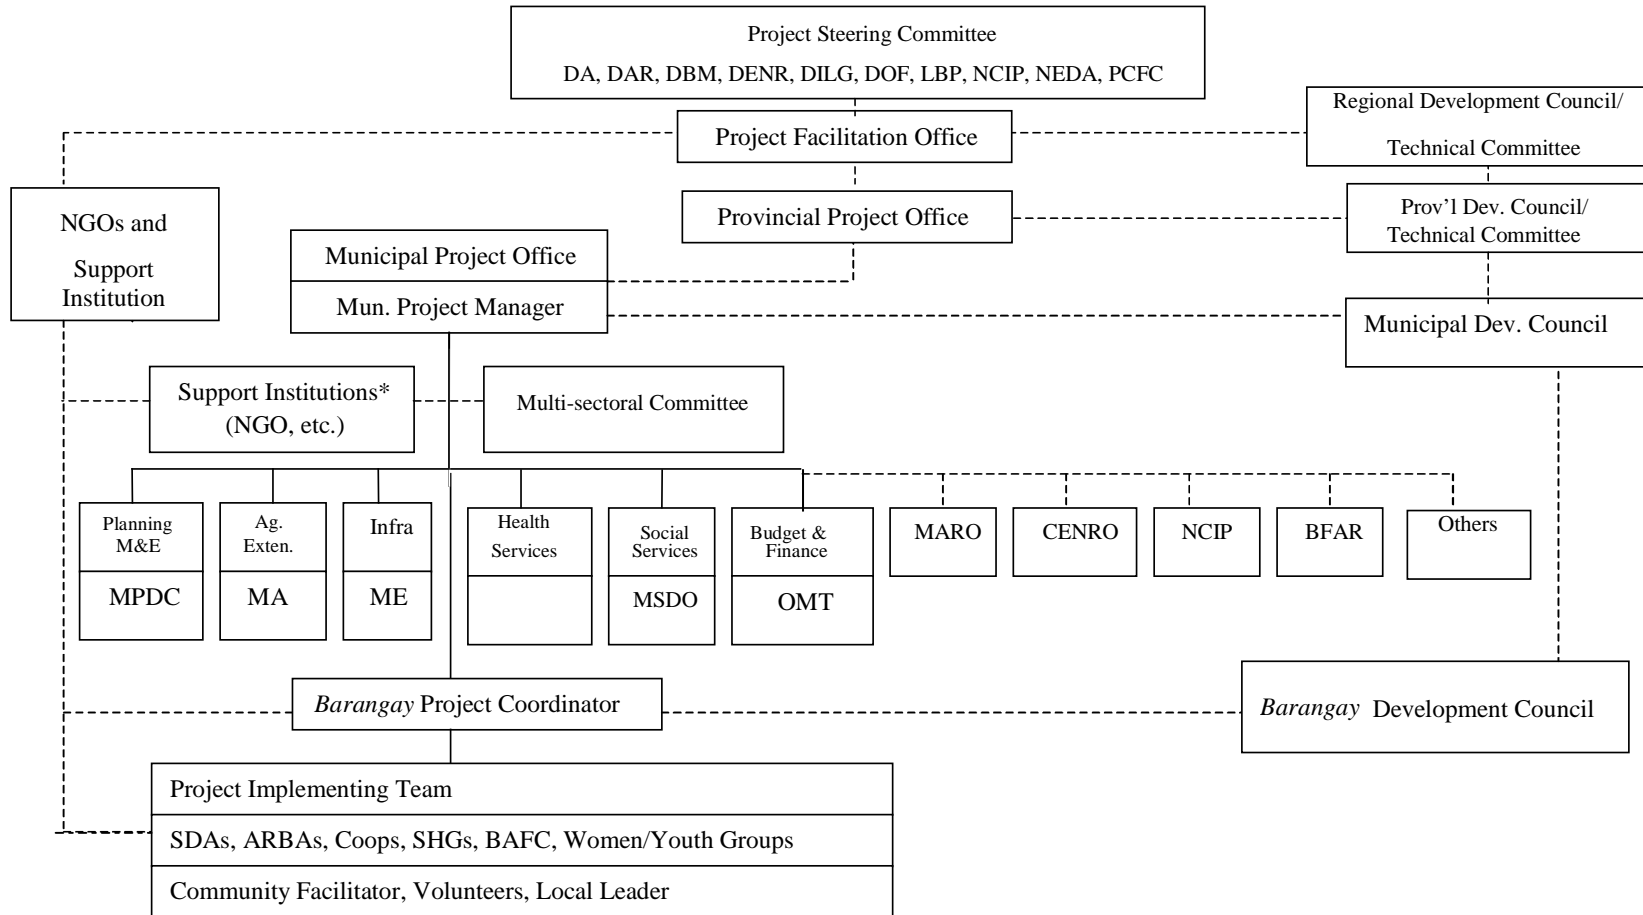 Project Steering Committee
DA, DAR, DBM, DENR, DILG, DOF, LBP, NCIP, NEDA, PCFC
Regional Development Council/
Technical Committee
Project Facilitation Office
NGOs and
Support
Institution
Provincial Project Office
Prov’l Dev. Council/
Technical Committee
Municipal Project Office
Mun. Project Manager
Municipal Dev. Council
Support Institutions*
(NGO, etc.)
Multi-sectoral Committee
Planning
M&E
MPDC
Ag.
Exten.
MA
Infra
ME
Health
Services
Social
Services
MSDO
Budget &
Finance
OMT
MARO
CENRO
NCIP
BFAR
Others
Barangay Project Coordinator
Barangay Development Council
Project Implementing Team
SDAs, ARBAs, Coops, SHGs, BAFC, Women/Youth Groups
Community Facilitator, Volunteers, Local Leader